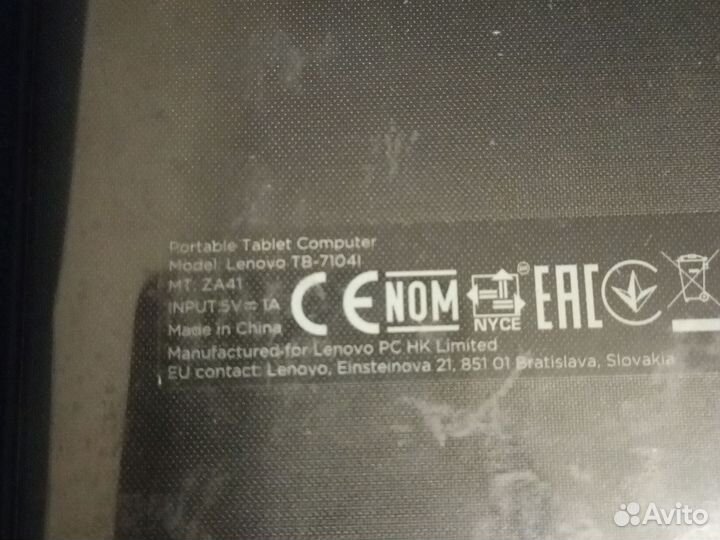 Portable Tablet Computer
Model: Lenovo TB-7104I
MT: ZA41
INPUT 5V⎓1A
Made in China
CE NOM NYCE EAC
Manufactured for Lenovo PC HK Limited
EU contact: Lenovo, Einsteinova 21, 851 01 Bratislava, Slovakia
Avito